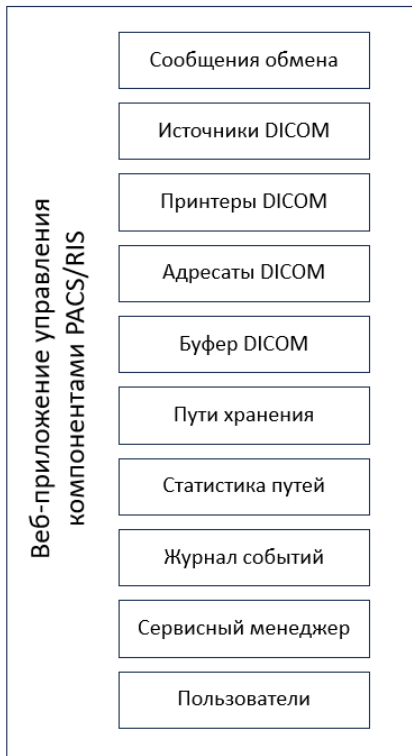 Веб-приложение управления
компонентами PACS/RIS
Сообщения обмена
Источники DICOM
Принтеры DICOM
Адресаты DICOM
Буфер DICOM
Пути хранения
Статистика путей
Журнал событий
Сервисный менеджер
Пользователи